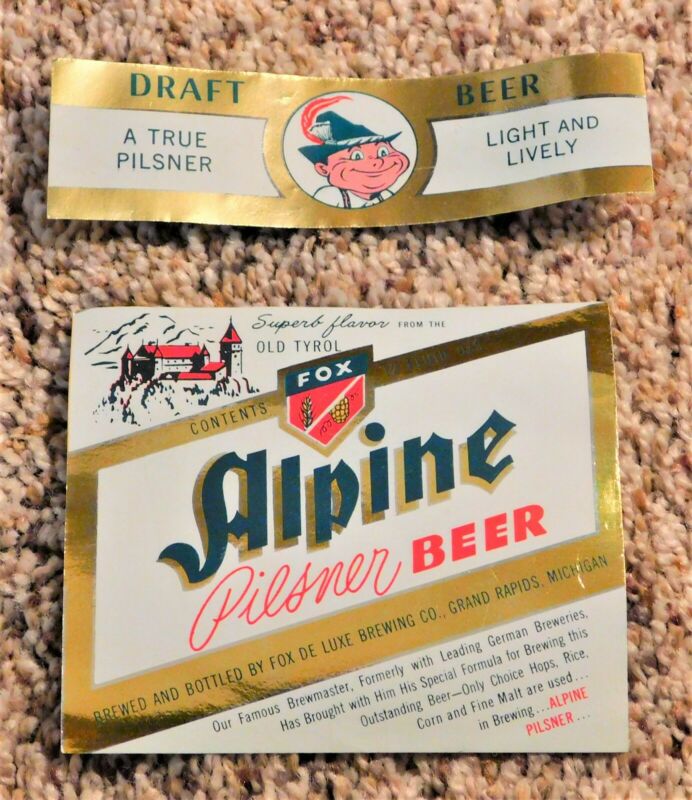 DRAFT BEER
A TRUE
PILSNER
LIGHT AND
LIVELY
Superb flavor FROM THE
OLD TYROL
FOX
CONTENTS 12 FLUID OZS.
Alpine
Pilsner BEER
BREWED AND BOTTLED BY FOX DE LUXE BREWING CO., GRAND RAPIDS, MICHIGAN
Our Famous Brewmaster, Formerly with Leading German Breweries,
Has Brought with Him His Special Formula for Brewing this
Outstanding Beer—Only Choice Hops, Rice,
Corn and Fine Malt are used...
in Brewing...ALPINE
PILSNER...